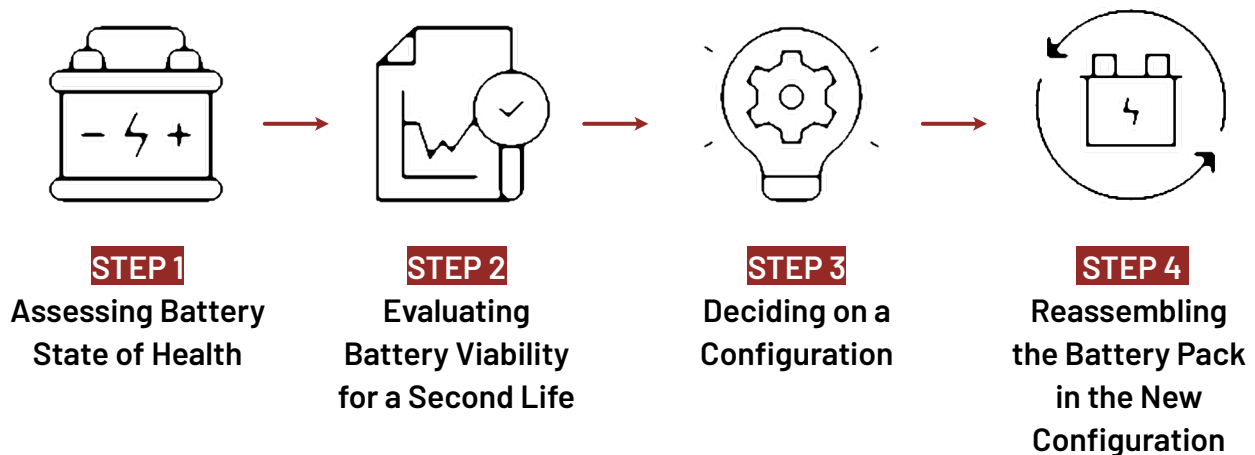 STEP 1
Assessing Battery
State of Health
STEP 2
Evaluating
Battery Viability
for a Second Life
STEP 3
Deciding on a
Configuration
STEP 4
Reassembling
the Battery Pack
in the New
Configuration